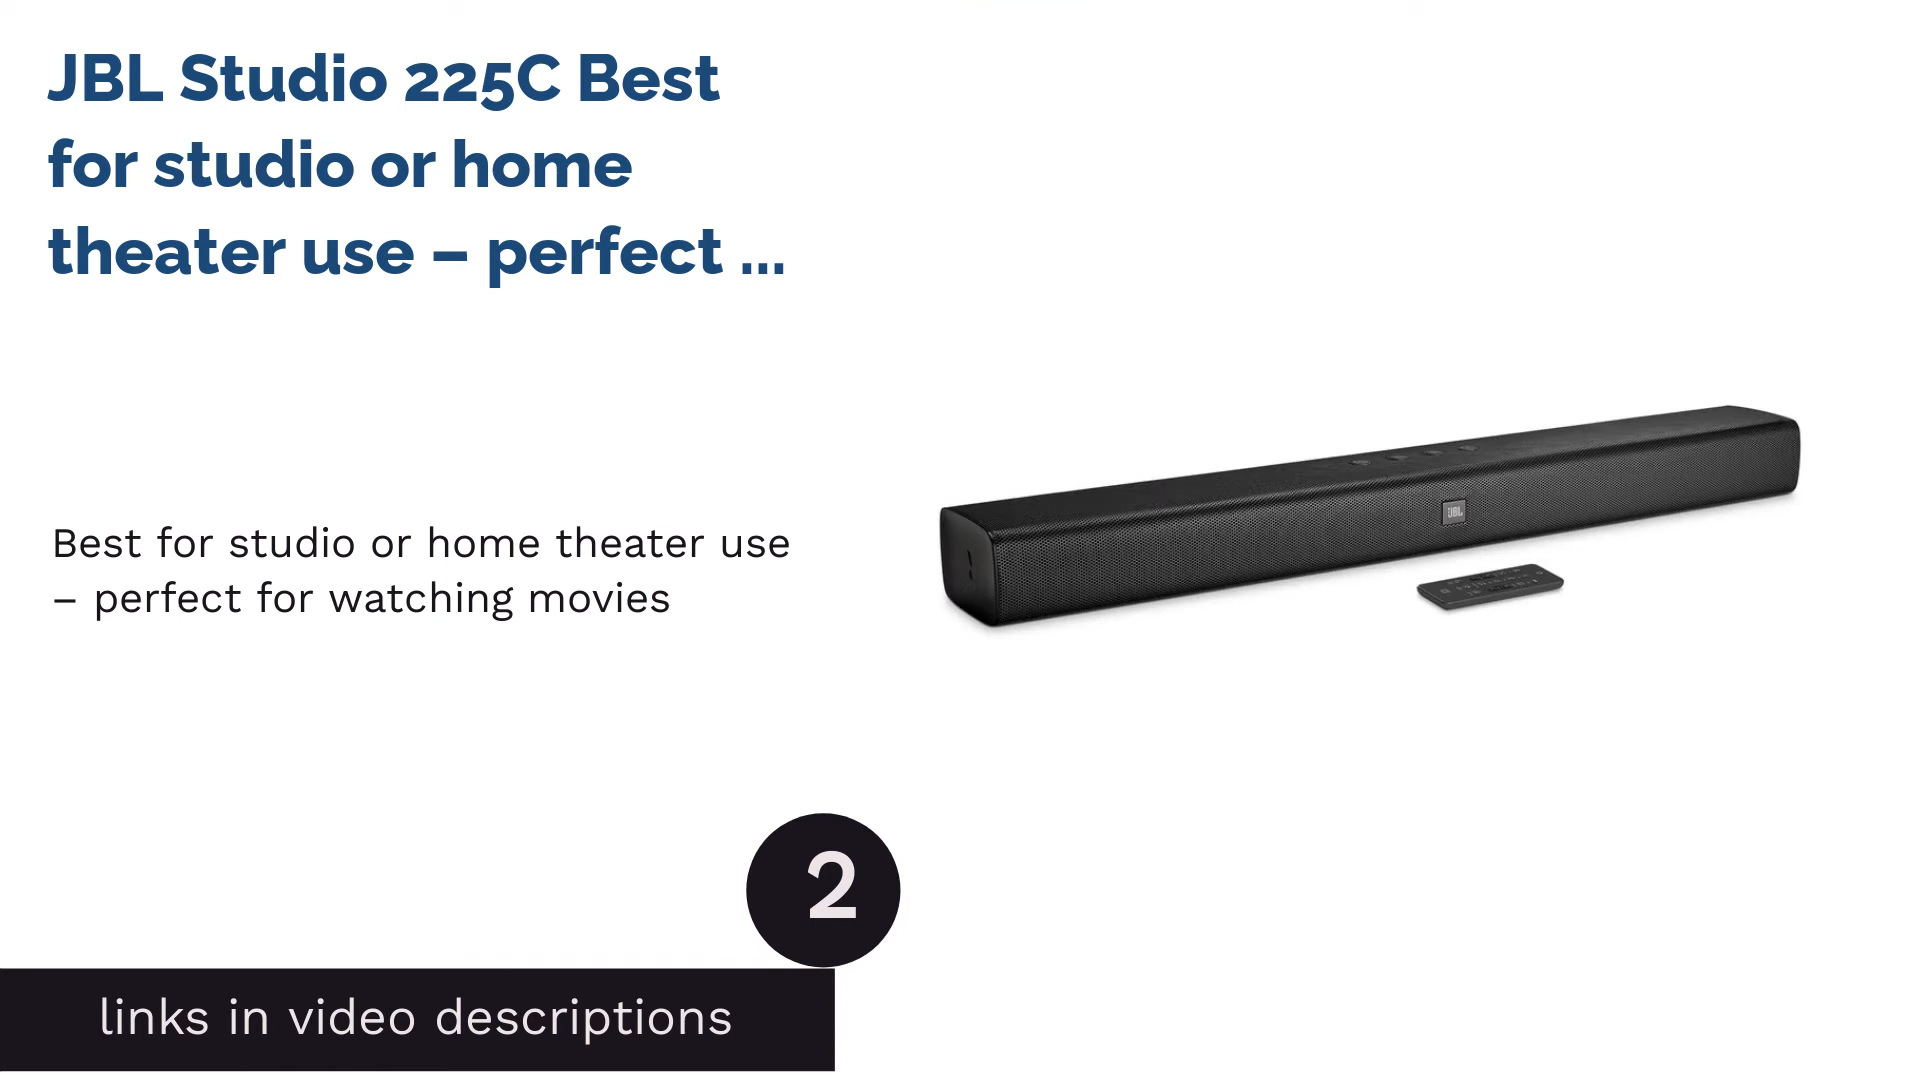 JBL Studio 225C Best
for studio or home
theater use – perfect ...
Best for studio or home theater use
– perfect for watching movies
JBL
2
links in video descriptions